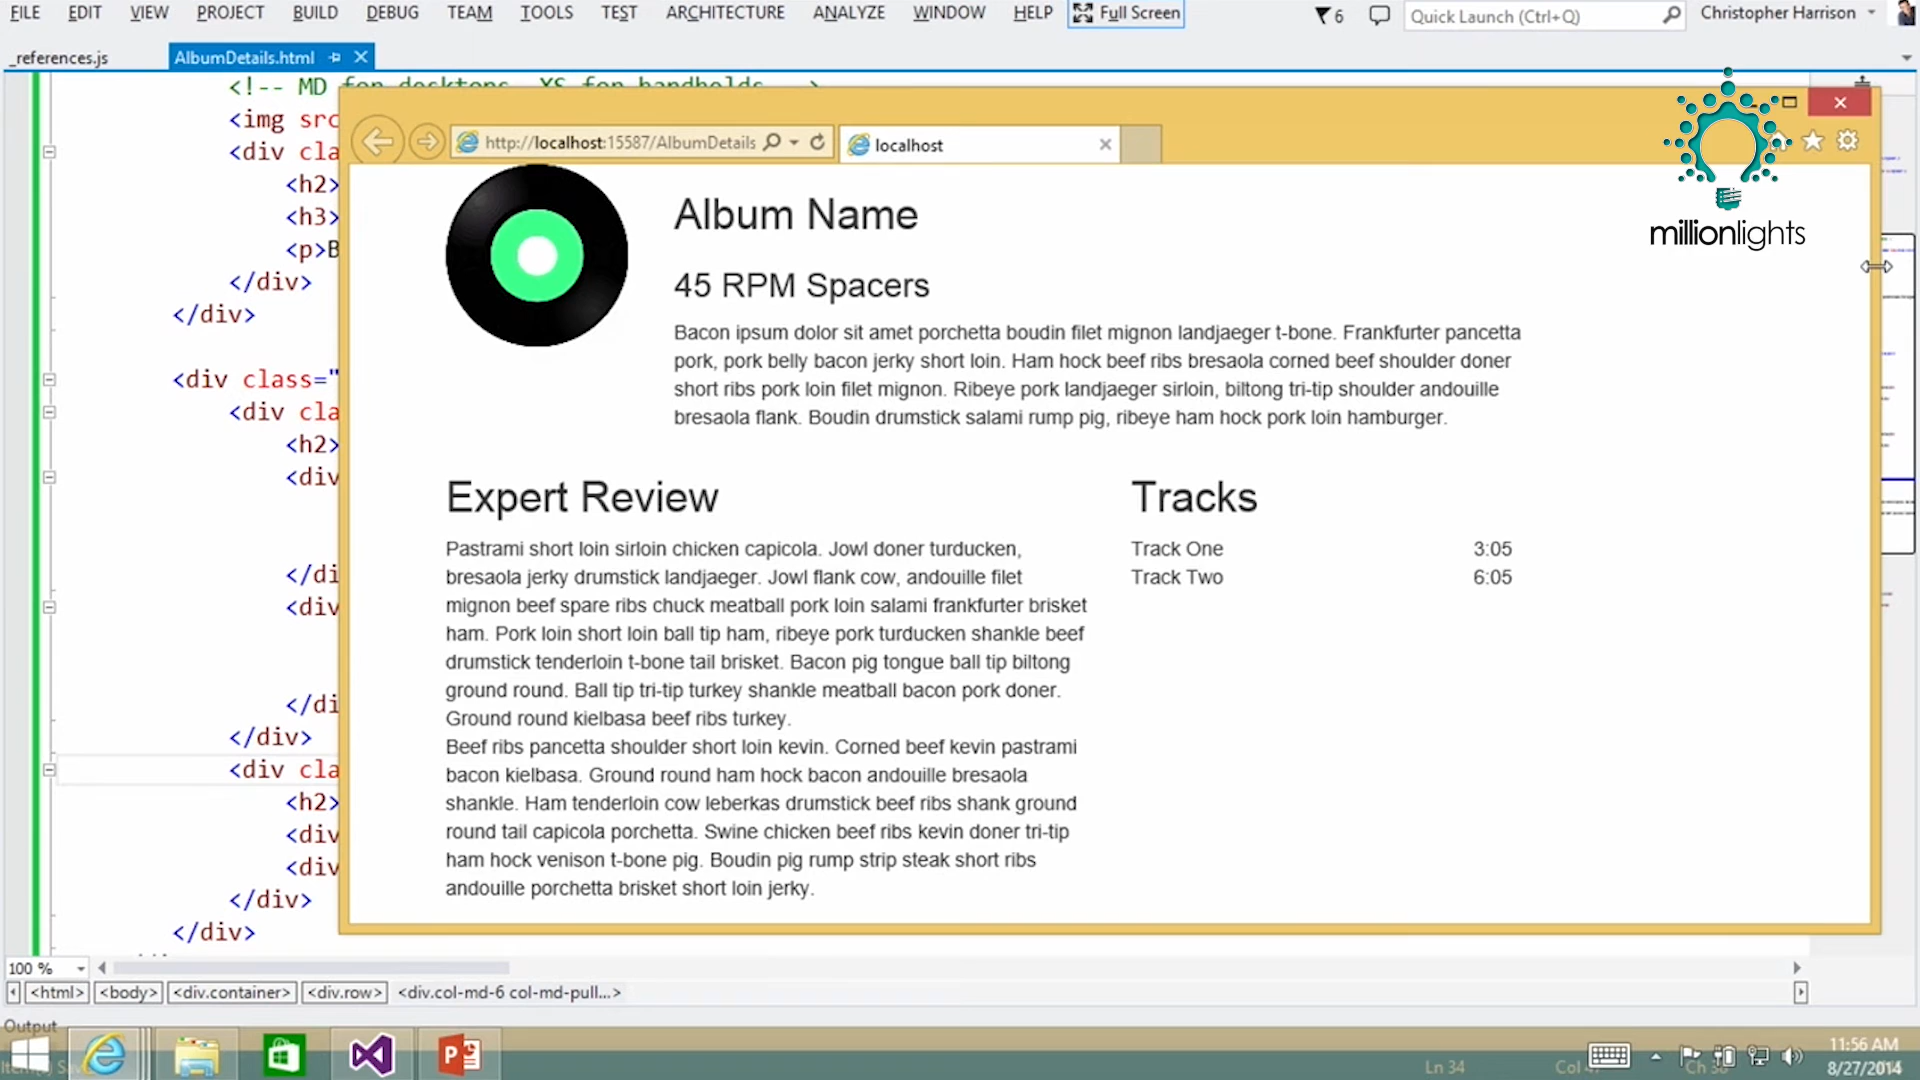 FILE EDIT VIEW PROJECT BUILD DEBUG TEAM TOOLS TEST ARCHITECTURE ANALYZE WINDOW HELP Full Screen 6 Quick Launch (Ctrl+Q) Christopher Harrison
_references.js AlbumDetails.html
<!-- MD for desktops, XS for handhelds -->
<img src
<div cla
<h2>
<h3>
<p>B
</div>
</div>
<div class="
<div cla
<h2>
<div
</di
<div
</di
</div>
<div cla
<h2>
<div
<div
</div>
</div>
http://localhost:15587/AlbumDetails localhost
millionlights
Album Name
45 RPM Spacers
Bacon ipsum dolor sit amet porchetta boudin filet mignon landjaeger t-bone. Frankfurter pancetta
pork, pork belly bacon jerky short loin. Ham hock beef ribs bresaola corned beef shoulder doner
short ribs pork loin filet mignon. Ribeye pork landjaeger sirloin, biltong tri-tip shoulder andouille
bresaola flank. Boudin drumstick salami rump pig, ribeye ham hock pork loin hamburger.
Expert Review
Pastrami short loin sirloin chicken capicola. Jowl doner turducken,
bresaola jerky drumstick landjaeger. Jowl flank cow, andouille filet
mignon beef spare ribs chuck meatball pork loin salami frankfurter brisket
ham. Pork loin short loin ball tip ham, ribeye pork turducken shankle beef
drumstick tenderloin t-bone tail brisket. Bacon pig tongue ball tip biltong
ground round. Ball tip tri-tip turkey shankle meatball bacon pork doner.
Ground round kielbasa beef ribs turkey.
Beef ribs pancetta shoulder short loin kevin. Corned beef kevin pastrami
bacon kielbasa. Ground round ham hock bacon andouille bresaola
shankle. Ham tenderloin cow leberkas drumstick beef ribs shank ground
round tail capicola porchetta. Swine chicken beef ribs kevin doner tri-tip
ham hock venison t-bone pig. Boudin pig rump strip steak short ribs
andouille porchetta brisket short loin jerky.
Tracks
Track One 3:05
Track Two 6:05
100 %
<html> <body> <div.container> <div.row> <div.col-md-6 col-md-pull...>
Output
Ln 34 Col
11:56 AM
8/27/2014